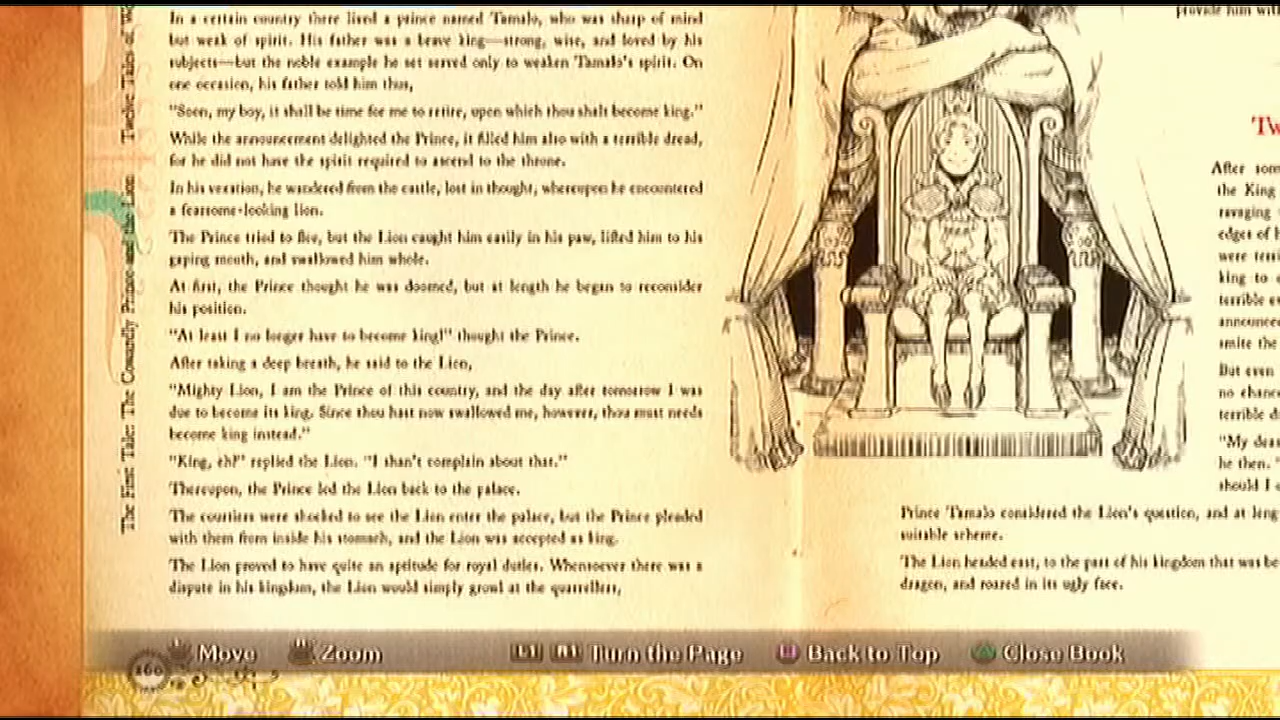 In a certain country there lived a prince named Tamalo, who was sharp of mind
but weak of spirit. His father was a brave king—strong, wise, and loved by his
subjects—but the noble example he set served only to weaken Tamalo's spirit. On
one occasion, his father told him thus,
"Soon, my boy, it shall be time for me to retire, upon which thou shalt become king."
While the announcement delighted the Prince, it filled him also with a terrible dread,
for he did not have the spirit required to ascend to the throne.
In his vexation, he wandered from the castle, lost in thought, whereupon he encountered
a fearsome-looking lion.
The Prince tried to flee, but the Lion caught him easily in his paw, lifted him to his
gaping mouth, and swallowed him whole.
At first, the Prince thought he was doomed, but at length he began to reconsider
his position.
"At least I no longer have to become king!" thought the Prince.
After taking a deep breath, he said to the Lion,
"Mighty Lion, I am the Prince of this country, and the day after tomorrow I was
due to become its king. Since thou hast now swallowed me, however, thou must needs
become king instead."
"King, eh?" replied the Lion. "I shan't complain about that."
Thereupon, the Prince led the Lion back to the palace.
The courtiers were shocked to see the Lion enter the palace, but the Prince pleaded
with them from inside his stomach, and the Lion was accepted as king.
The Lion proved to have quite an aptitude for royal duties. Whensoever there was a
dispute in his kingdom, the Lion would simply growl at the quarrellers,
The First Tale: The Cowardly Prince and the Lion Twelve Tales of
provide him with
Tw
After som
the King
ravaging
edges of h
were terri
king to
terrible
announce
smite the
But even
no chance
terrible d
"My dear
he then. "
should I
Prince Tamalo considered the Lion's question, and at leng
suitable scheme.
The Lion headed east, to the part of his kingdom that was be
dragon, and roared in its ugly face.
Move Zoom L1 R1 Turn the Page Back to Top Close Book
160